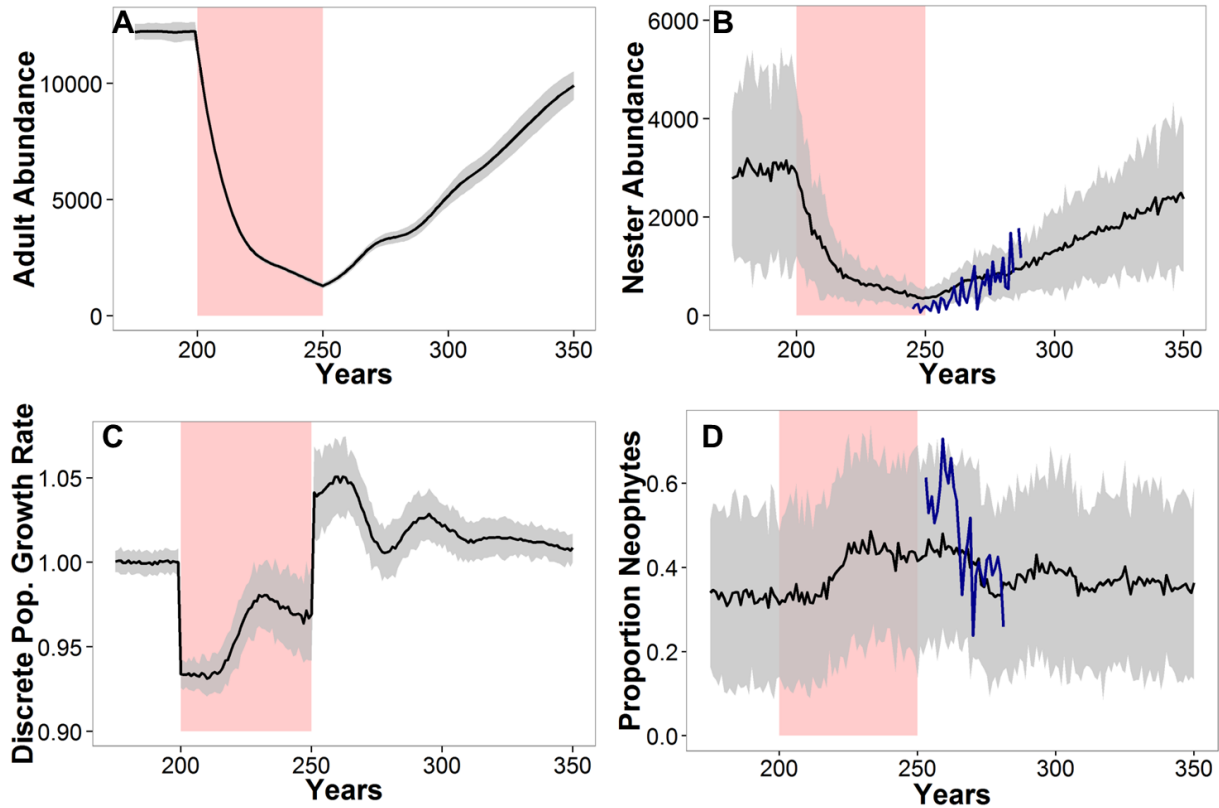 A
Adult Abundance
10000
5000
0
200 250 300 350
Years
B
Nester Abundance
6000
4000
2000
0
200 250 300 350
Years
C
Discrete Pop. Growth Rate
1.05
1.00
0.95
0.90
200 250 300 350
Years
D
Proportion Neophytes
0.6
0.4
0.2
0.0
200 250 300 350
Years